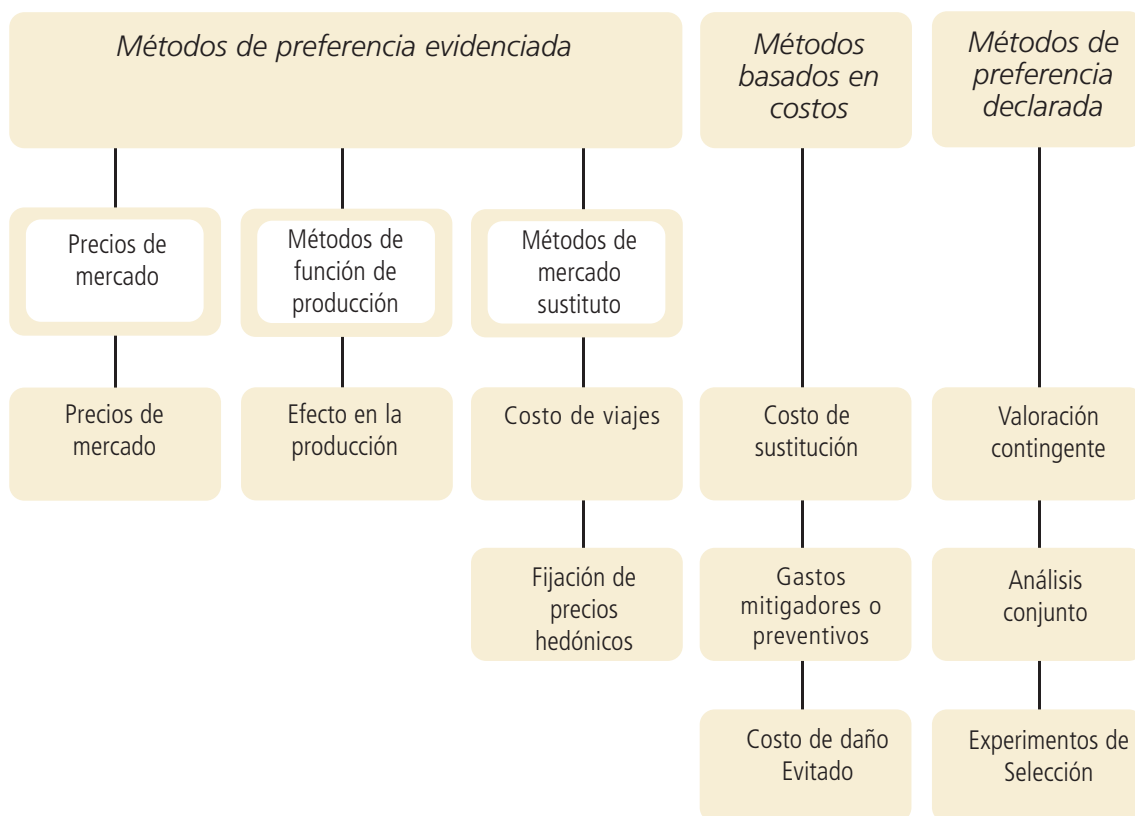 Métodos de preferencia evidenciada
Métodos
basados en
costos
Métodos de
preferencia
declarada
Precios de
mercado
Métodos de
función de
producción
Métodos de
mercado
sustituto
Precios de
mercado
Efecto en la
producción
Costo de viajes
Costo de
sustitución
Valoración
contingente
Fijación de
precios
hedónicos
Gastos
mitigadores o
preventivos
Análisis
conjunto
Costo de daño
Evitado
Experimentos de
Selección